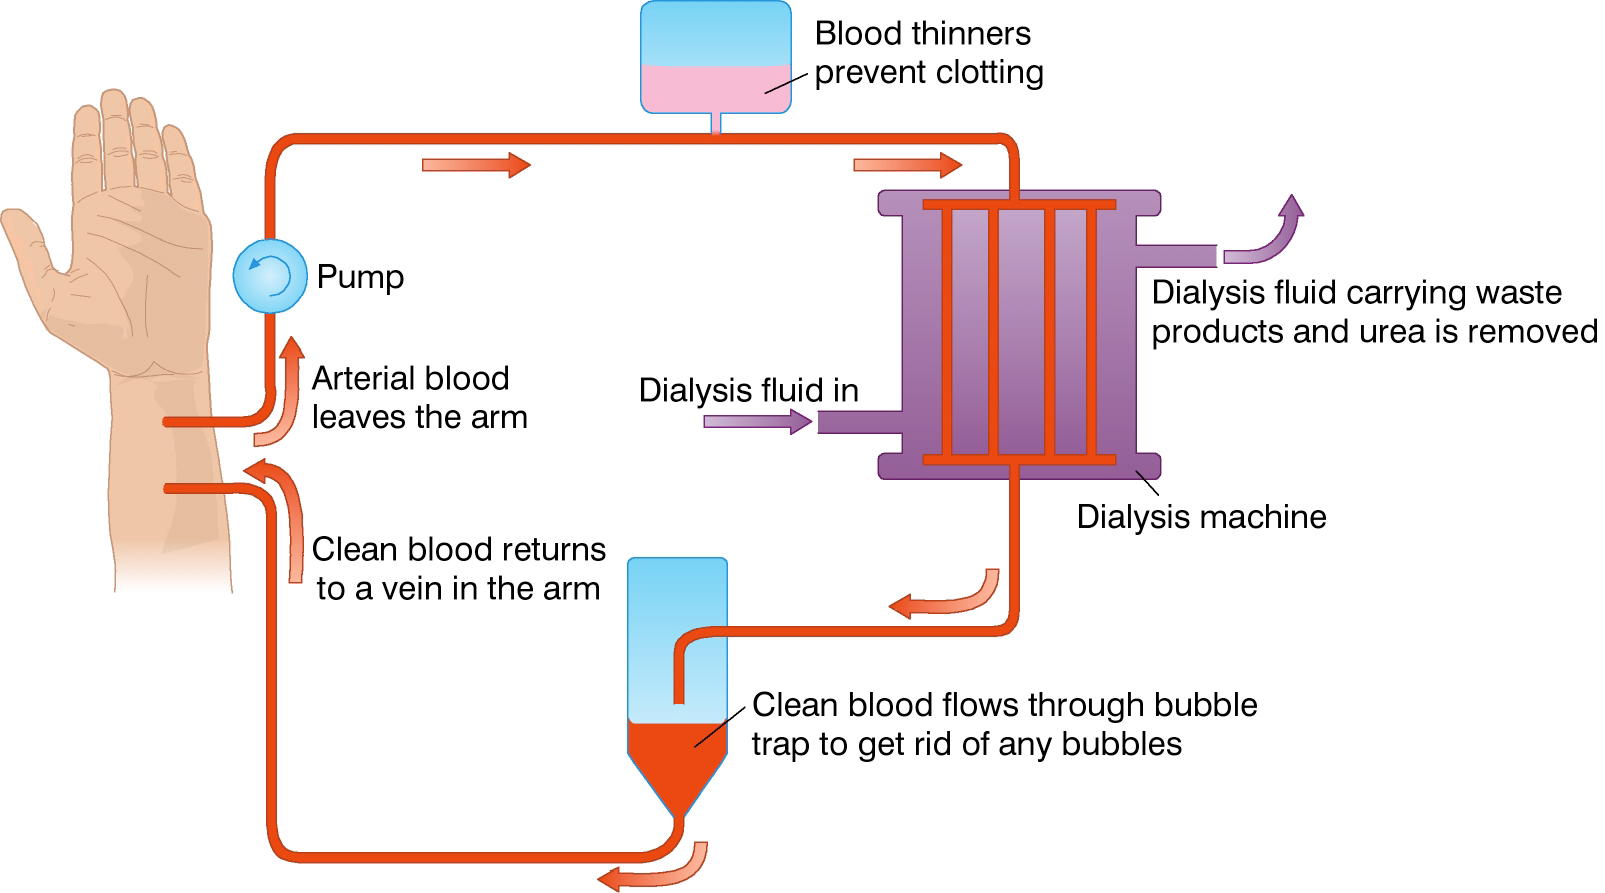 Blood thinners
prevent clotting
Pump
Dialysis fluid carrying waste
products and urea is removed
Arterial blood
leaves the arm
Dialysis fluid in
Dialysis machine
Clean blood returns
to a vein in the arm
Clean blood flows through bubble
trap to get rid of any bubbles